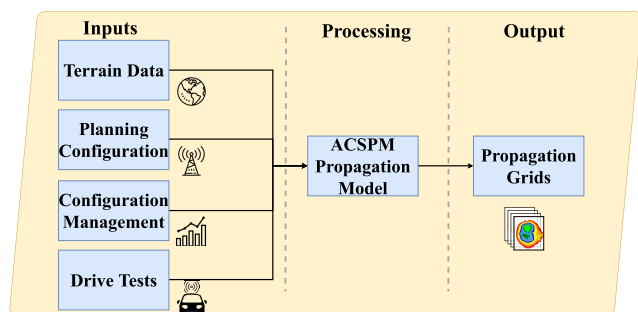 Inputs
Processing
Output
Terrain Data
Planning
Configuration
Configuration
Management
Drive Tests
ACSPM
Propagation
Model
Propagation
Grids